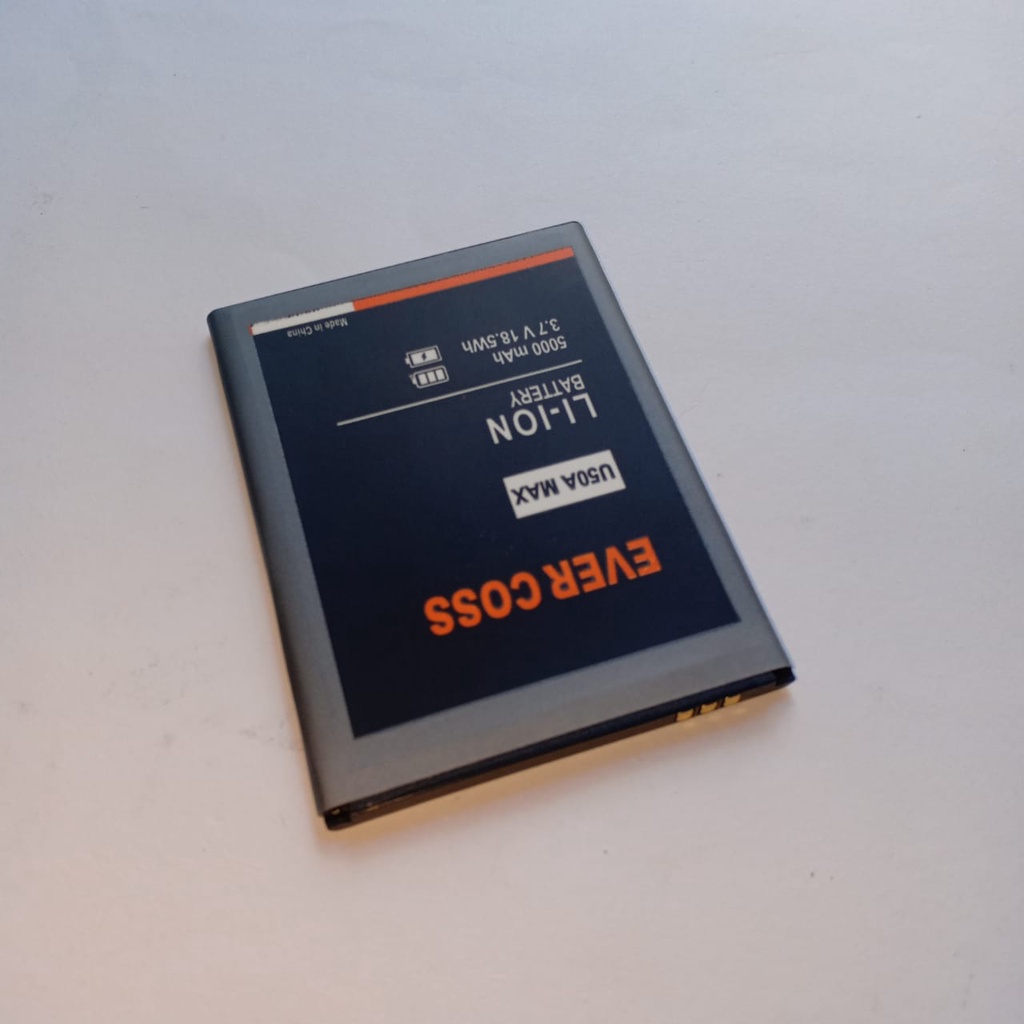 EVER COSS
U50A MAX
LI-ION
BATTERY
5000 mAh
3.7 V 18.5Wh
Made in China